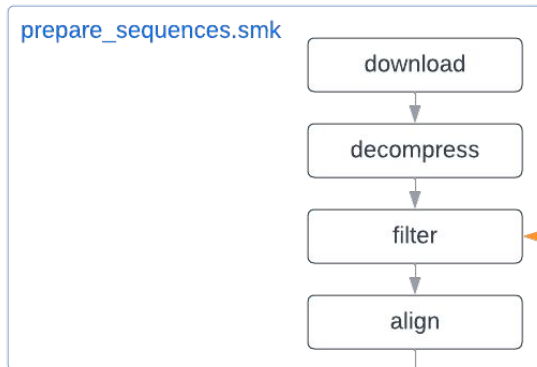 prepare_sequences.smk
download
decompress
filter
align